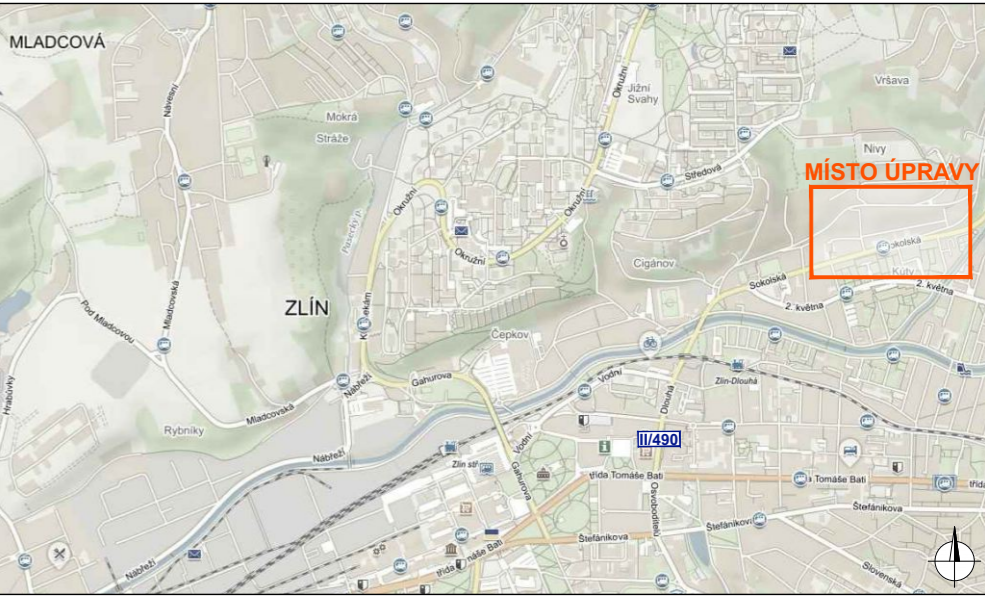 MLADCOVÁ
Návesní
Mokrá
Stráže
Okružní
Jižní
Svahy
Vršava
Nivy
MÍSTO ÚPRAVY
Středová
Okružní
Okružní
Okružní
Pasecký p.
Cigánov
Sokolská
Kúty
Sokolská
2. května
2. května
ZLÍN
Mladcovská
Pod Mladcovou
Hrabůvky
Čepkov
Gahurova
Nábřeží
Mladcovská
Rybníky
Vodní
Dlouhá
Zlín-Dlouhá
II/490
Nábřeží
Vodní
Gahurova
Zlín stř
třída Tomáše Bati
a Tomáše Bati
třída
Osvoboditelů
Štefánikova
Štefánikova
Štefánikova
třída
máše Bati
Nábřeží
Slovenská